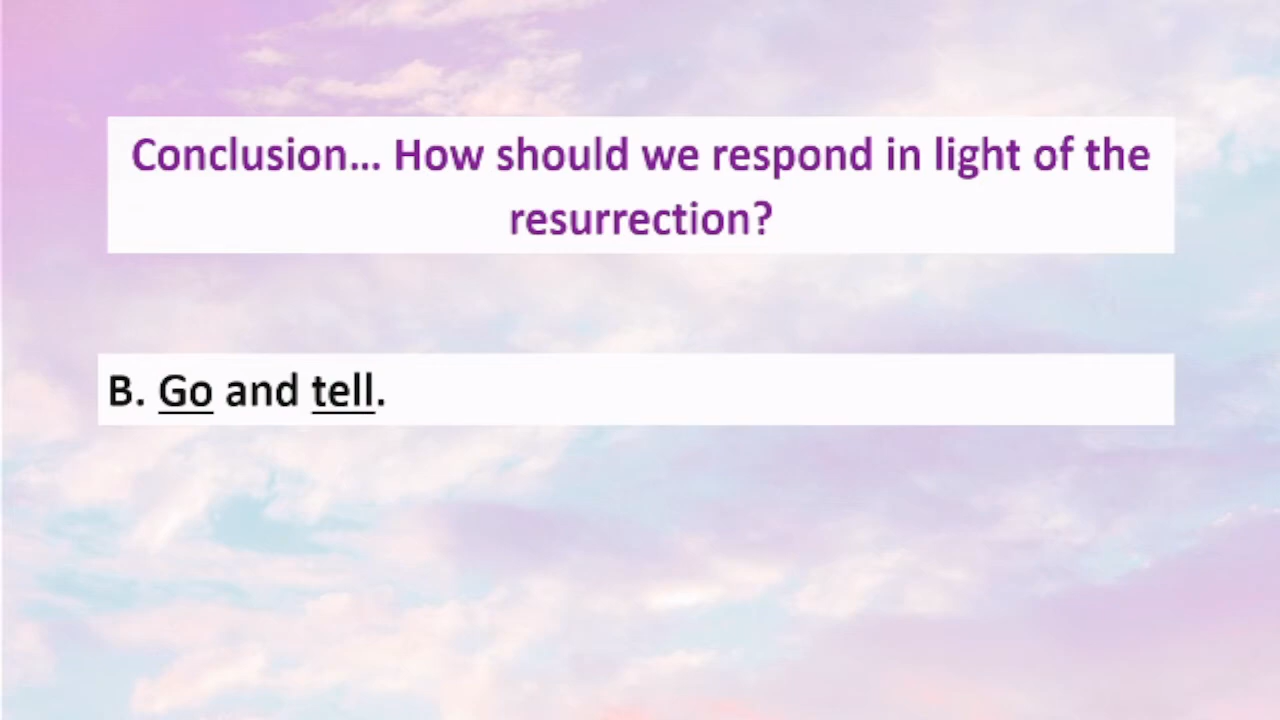 Conclusion... How should we respond in light of the
resurrection?
B. Go and tell.